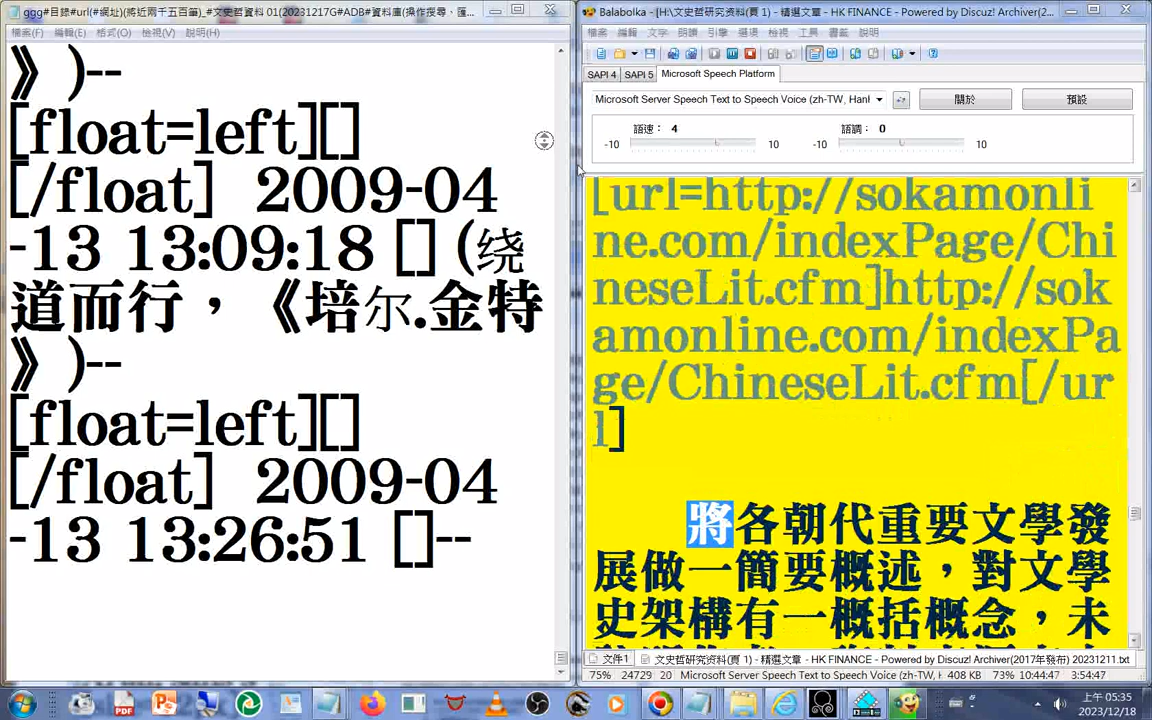 ggg#目錄#url(#網址)(將近兩千五百筆)_#文史哲資料 01(20231217G#ADB#資料庫(操作搜尋、匯...
檔案(F) 編輯(E) 格式(O) 檢視(V) 說明(H)
》)--
[float=left][]
[/float] 2009-04
-13 13:09:18 [] (绕
道而行，《培尔.金特
》)--
[float=left][]
[/float] 2009-04
-13 13:26:51 []--
Balabolka - [H:\文史哲研究资料(頁 1) - 精選文章 - HK FINANCE - Powered by Discuz! Archiver(2...
檔案 編輯 文字 朗讀 引擎 選項 檢視 工具 書籤 說明
SAPI 4 SAPI 5 Microsoft Speech Platform
Microsoft Server Speech Text to Speech Voice (zh-TW, Hanl
關於 預設
語速： 4 語調： 0
-10 10 -10 10
[url=http://sokamonli
ne.com/indexPage/Chi
neseLit.cfm]http://sok
amonline.com/indexPa
ge/ChineseLit.cfm[/ur
l]
將各朝代重要文學發
展做一簡要概述，對文學
史架構有一概括概念，未
文件1 文史哲研究资料(頁 1) - 精選文章 - HK FINANCE - Powered by Discuz! Archiver(2017年發布) 20231211.txt
75% 24729 20 Microsoft Server Speech Text to Speech Voice (zh-TW, H 408 KB 73% 10:44:47 3:54:47
上午 05:35
2023/12/18